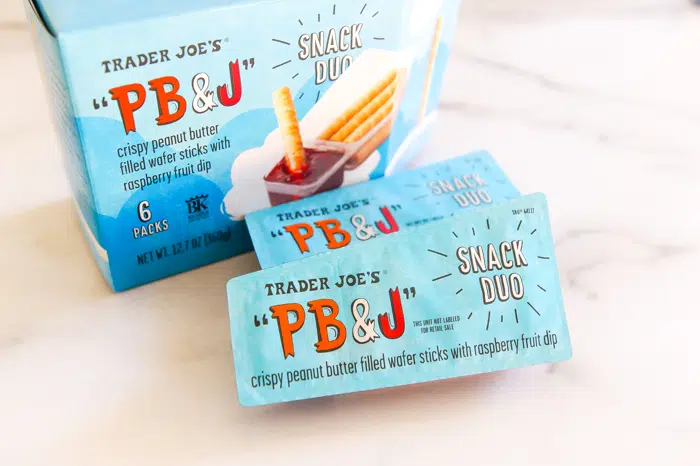 TRADER JOE'S
"PB&J"
SNACK
DUO
crispy peanut butter
filled wafer sticks with
raspberry fruit dip
6
PACKS
BK
NET WT. 12.7 OZ (360g)
TRADER JOE'S
"PB&J"
SNACK
DUO
TRADER JOE'S®
"PB&J"
SNACK
DUO
THIS UNIT NOT LABELED
FOR RETAIL SALE
crispy peanut butter filled wafer sticks with raspberry fruit dip